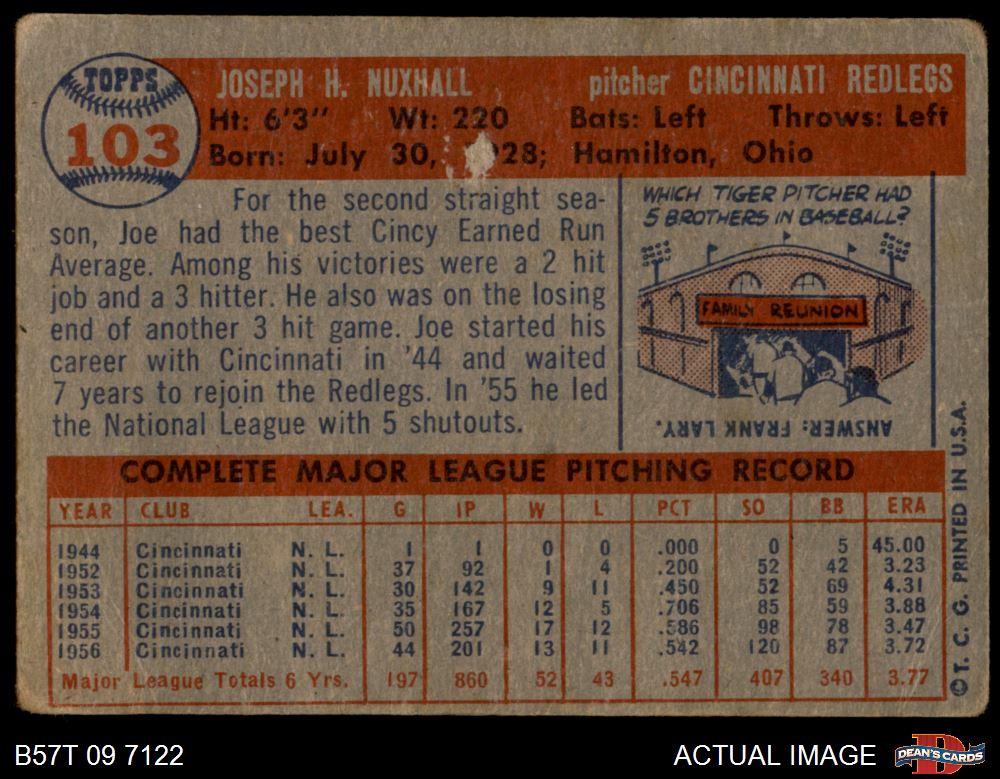 TOPPS
103
JOSEPH H. NUXHALL pitcher CINCINNATI REDLEGS
Ht: 6'3" Wt: 220 Bats: Left Throws: Left
Born: July 30, 28; Hamilton, Ohio
For the second straight sea-
son, Joe had the best Cincy Earned Run
Average. Among his victories were a 2 hit
job and a 3 hitter. He also was on the losing
end of another 3 hit game. Joe started his
career with Cincinnati in '44 and waited
7 years to rejoin the Redlegs. In '55 he led
the National League with 5 shutouts.
WHICH TIGER PITCHER HAD
5 BROTHERS IN BASEBALL?
FAMILY REUNION
ANSWER: FRANK LARY.
COMPLETE MAJOR LEAGUE PITCHING RECORD
YEAR CLUB LEA. G IP W L PCT SO BB ERA
1944 Cincinnati N. L. 1 1 0 0 .000 0 5 45.00
1952 Cincinnati N. L. 37 92 1 4 .200 52 42 3.23
1953 Cincinnati N. L. 30 142 9 11 .450 52 69 4.31
1954 Cincinnati N. L. 35 167 12 5 .706 85 59 3.88
1955 Cincinnati N. L. 50 257 17 12 .586 98 78 3.47
1956 Cincinnati N. L. 44 201 13 11 .542 120 87 3.72
Major League Totals 6 Yrs. 197 860 52 43 .547 407 340 3.77
© T. C. G. PRINTED IN U.S.A.
B57T 09 7122 ACTUAL IMAGE
DEAN'S CARDS